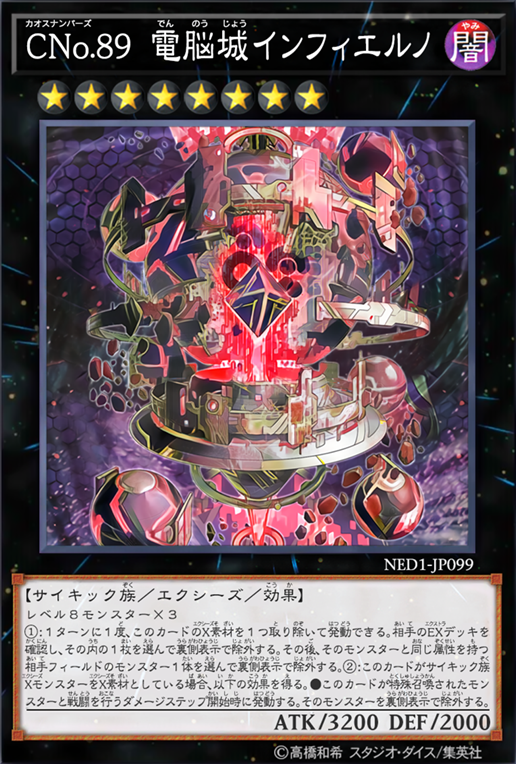 カオスナンバーズ
CNo.89 電脳城インフィエルノ
でん のう じょう
やみ
闇
NED1-JP099
【サイキック族／エクシーズ／効果】
レベル８モンスター×３
①：１ターンに１度、このカードのX素材を１つ取り除いて発動できる。相手のEXデッキを
確認し、その内の１枚を選んで裏側表示で除外する。その後、そのモンスターと同じ属性を持つ
相手フィールドのモンスター１体を選んで裏側表示で除外する。②：このカードがサイキック族
XモンスターをX素材としている場合、以下の効果を得る。●このカードが特殊召喚されたモン
スターと戦闘を行うダメージステップ開始時に発動する。そのモンスターを裏側表示で除外する。
ATK/3200 DEF/2000
©高橋和希 スタジオ・ダイス/集英社